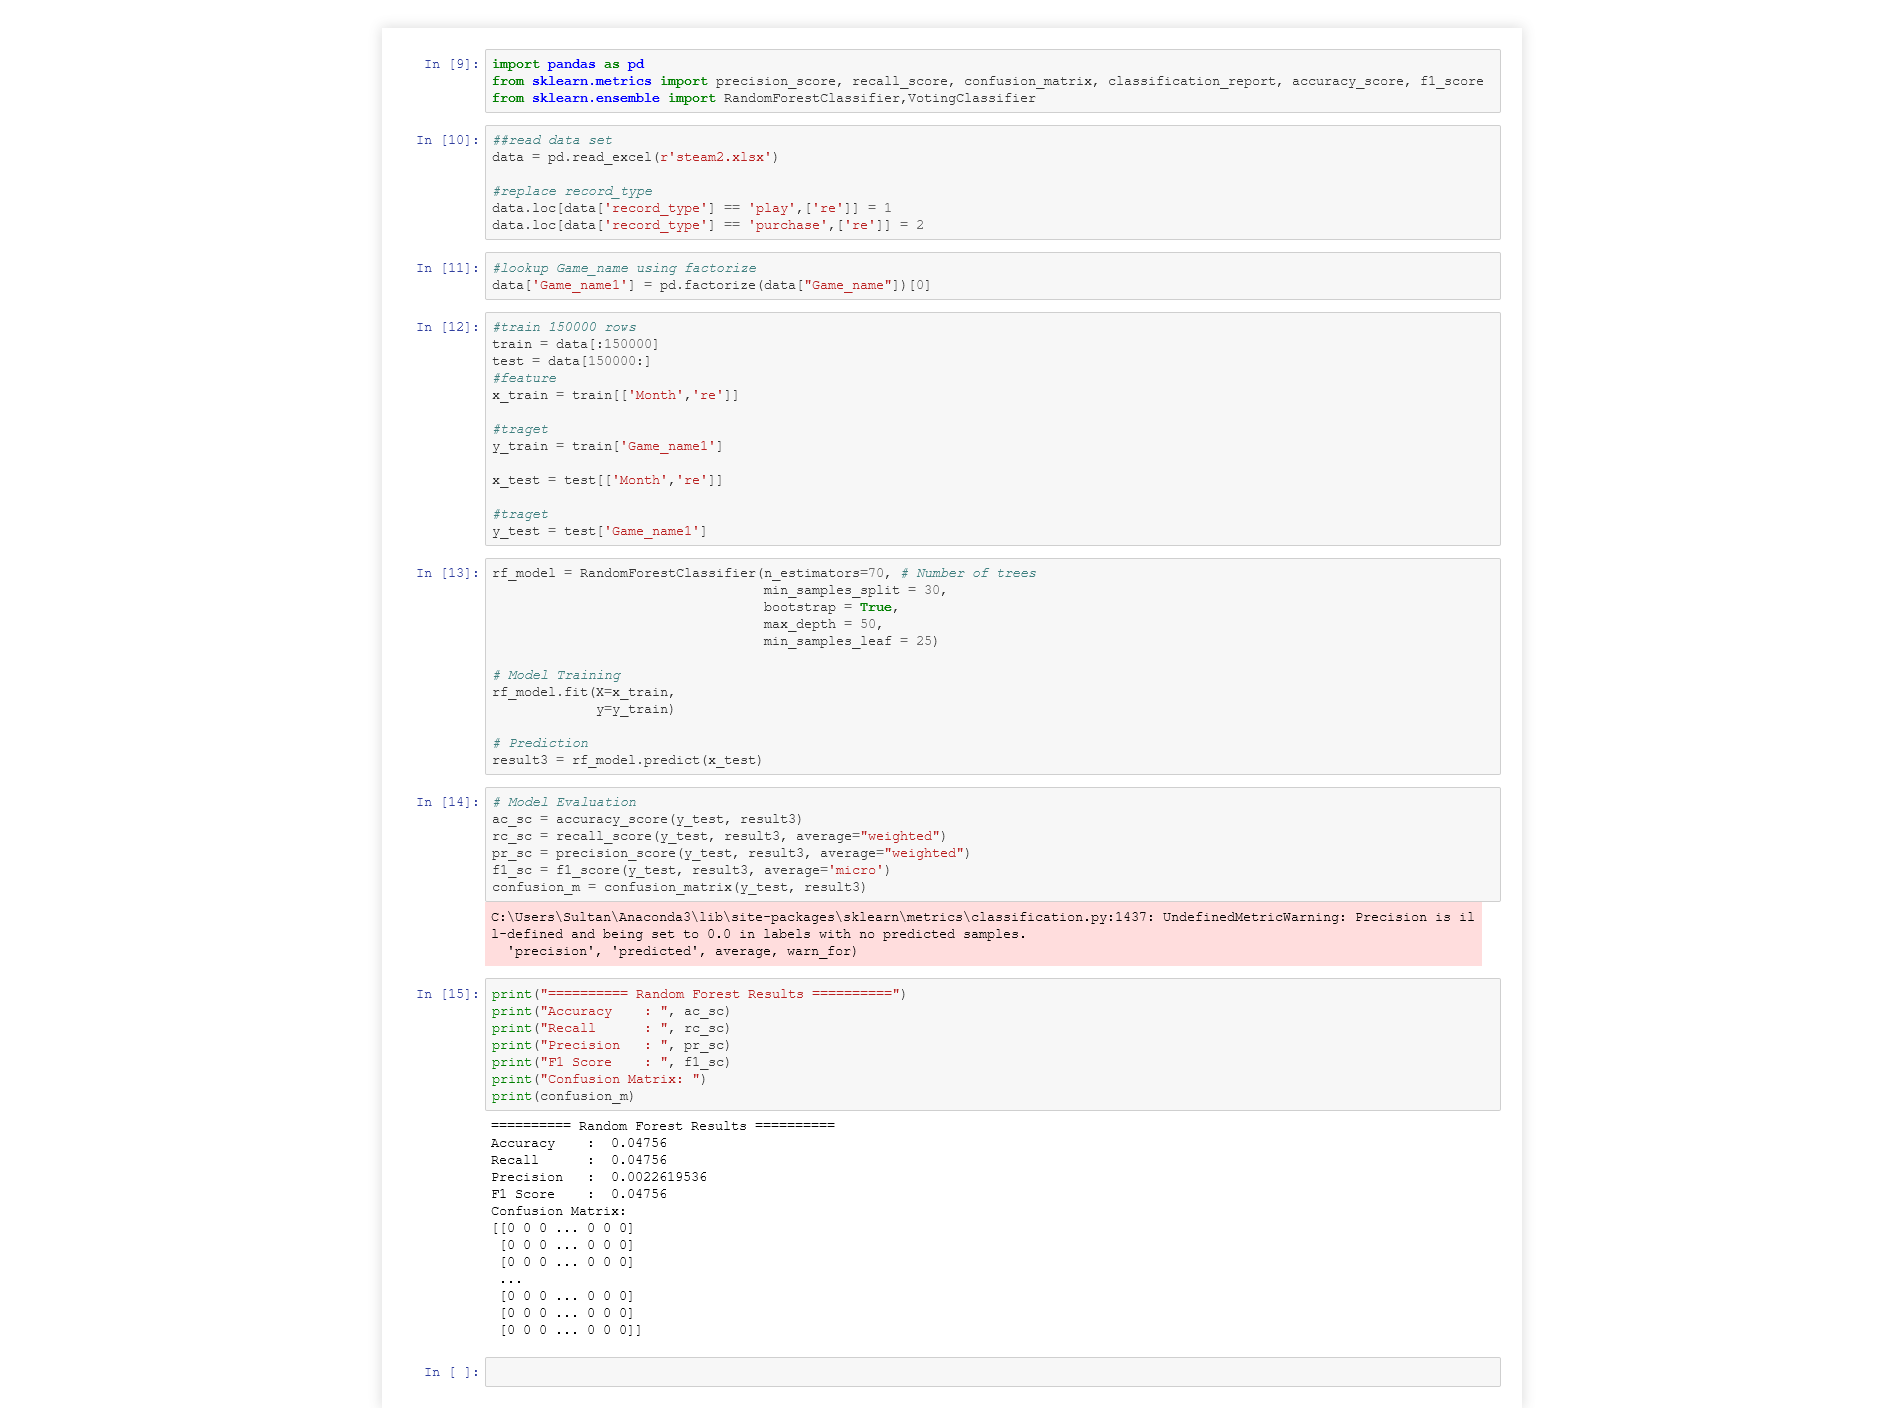 In [9]: import pandas as pd
from sklearn.metrics import precision_score, recall_score, confusion_matrix, classification_report, accuracy_score, f1_score
from sklearn.ensemble import RandomForestClassifier,VotingClassifier
In [10]: ##read data set
data = pd.read_excel(r'steam2.xlsx')
#replace record_type
data.loc[data['record_type'] == 'play',['re']] = 1
data.loc[data['record_type'] == 'purchase',['re']] = 2
In [11]: #lookup Game_name using factorize
data['Game_name1'] = pd.factorize(data["Game_name"])[0]
In [12]: #train 150000 rows
train = data[:150000]
test = data[150000:]
#feature
x_train = train[['Month','re']]
#traget
y_train = train['Game_name1']
x_test = test[['Month','re']]
#traget
y_test = test['Game_name1']
In [13]: rf_model = RandomForestClassifier(n_estimators=70, # Number of trees
min_samples_split = 30,
bootstrap = True,
max_depth = 50,
min_samples_leaf = 25)
# Model Training
rf_model.fit(X=x_train,
y=y_train)
# Prediction
result3 = rf_model.predict(x_test)
In [14]: # Model Evaluation
ac_sc = accuracy_score(y_test, result3)
rc_sc = recall_score(y_test, result3, average="weighted")
pr_sc = precision_score(y_test, result3, average="weighted")
f1_sc = f1_score(y_test, result3, average='micro')
confusion_m = confusion_matrix(y_test, result3)
C:\Users\Sultan\Anaconda3\lib\site-packages\sklearn\metrics\classification.py:1437: UndefinedMetricWarning: Precision is il
l-defined and being set to 0.0 in labels with no predicted samples.
'precision', 'predicted', average, warn_for)
In [15]: print("========== Random Forest Results ==========")
print("Accuracy    : ", ac_sc)
print("Recall      : ", rc_sc)
print("Precision   : ", pr_sc)
print("F1 Score    : ", f1_sc)
print("Confusion Matrix: ")
print(confusion_m)
========== Random Forest Results ==========
Accuracy    :  0.04756
Recall      :  0.04756
Precision   :  0.0022619536
F1 Score    :  0.04756
Confusion Matrix:
[[0 0 0 ... 0 0 0]
[0 0 0 ... 0 0 0]
[0 0 0 ... 0 0 0]
...
[0 0 0 ... 0 0 0]
[0 0 0 ... 0 0 0]
[0 0 0 ... 0 0 0]]
In [ ]: